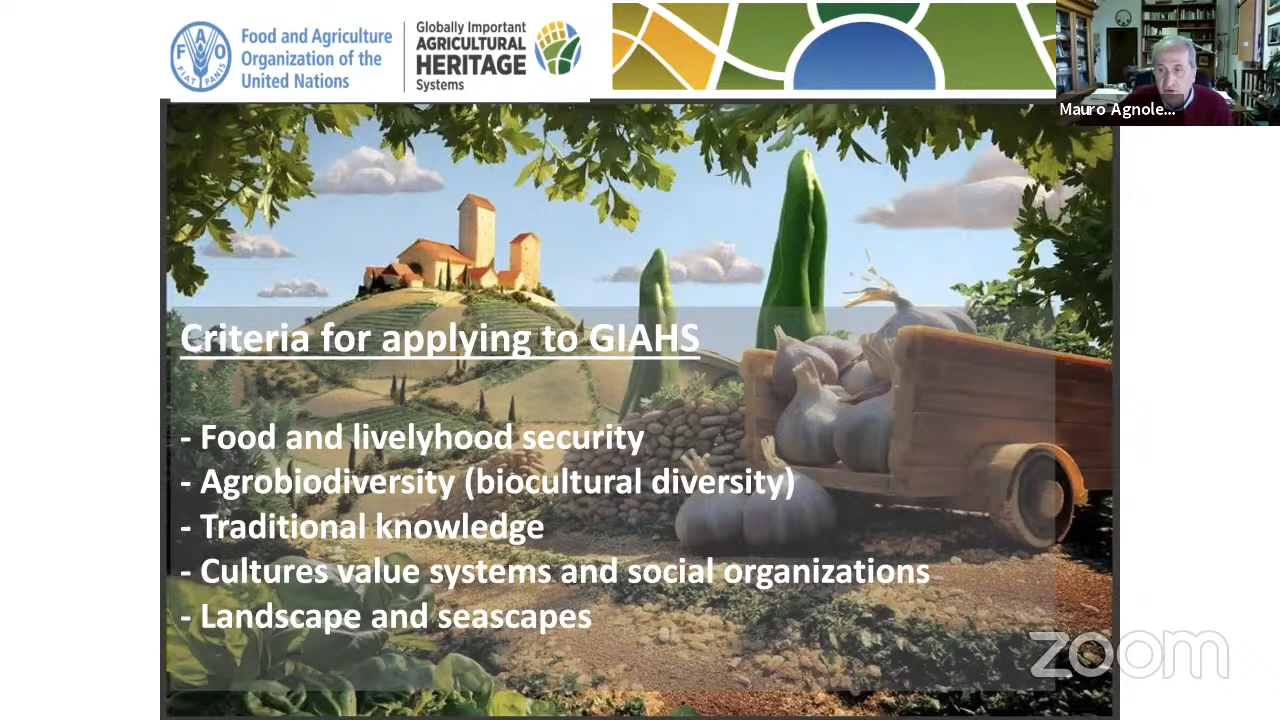 Food and Agriculture
Organization of the
United Nations
F A O
FIAT PANIS
Globally Important
AGRICULTURAL
HERITAGE
Systems
Mauro Agnole...
Criteria for applying to GIAHS
- Food and livelyhood security
- Agrobiodiversity (biocultural diversity)
- Traditional knowledge
- Cultures value systems and social organizations
- Landscape and seascapes
zoom